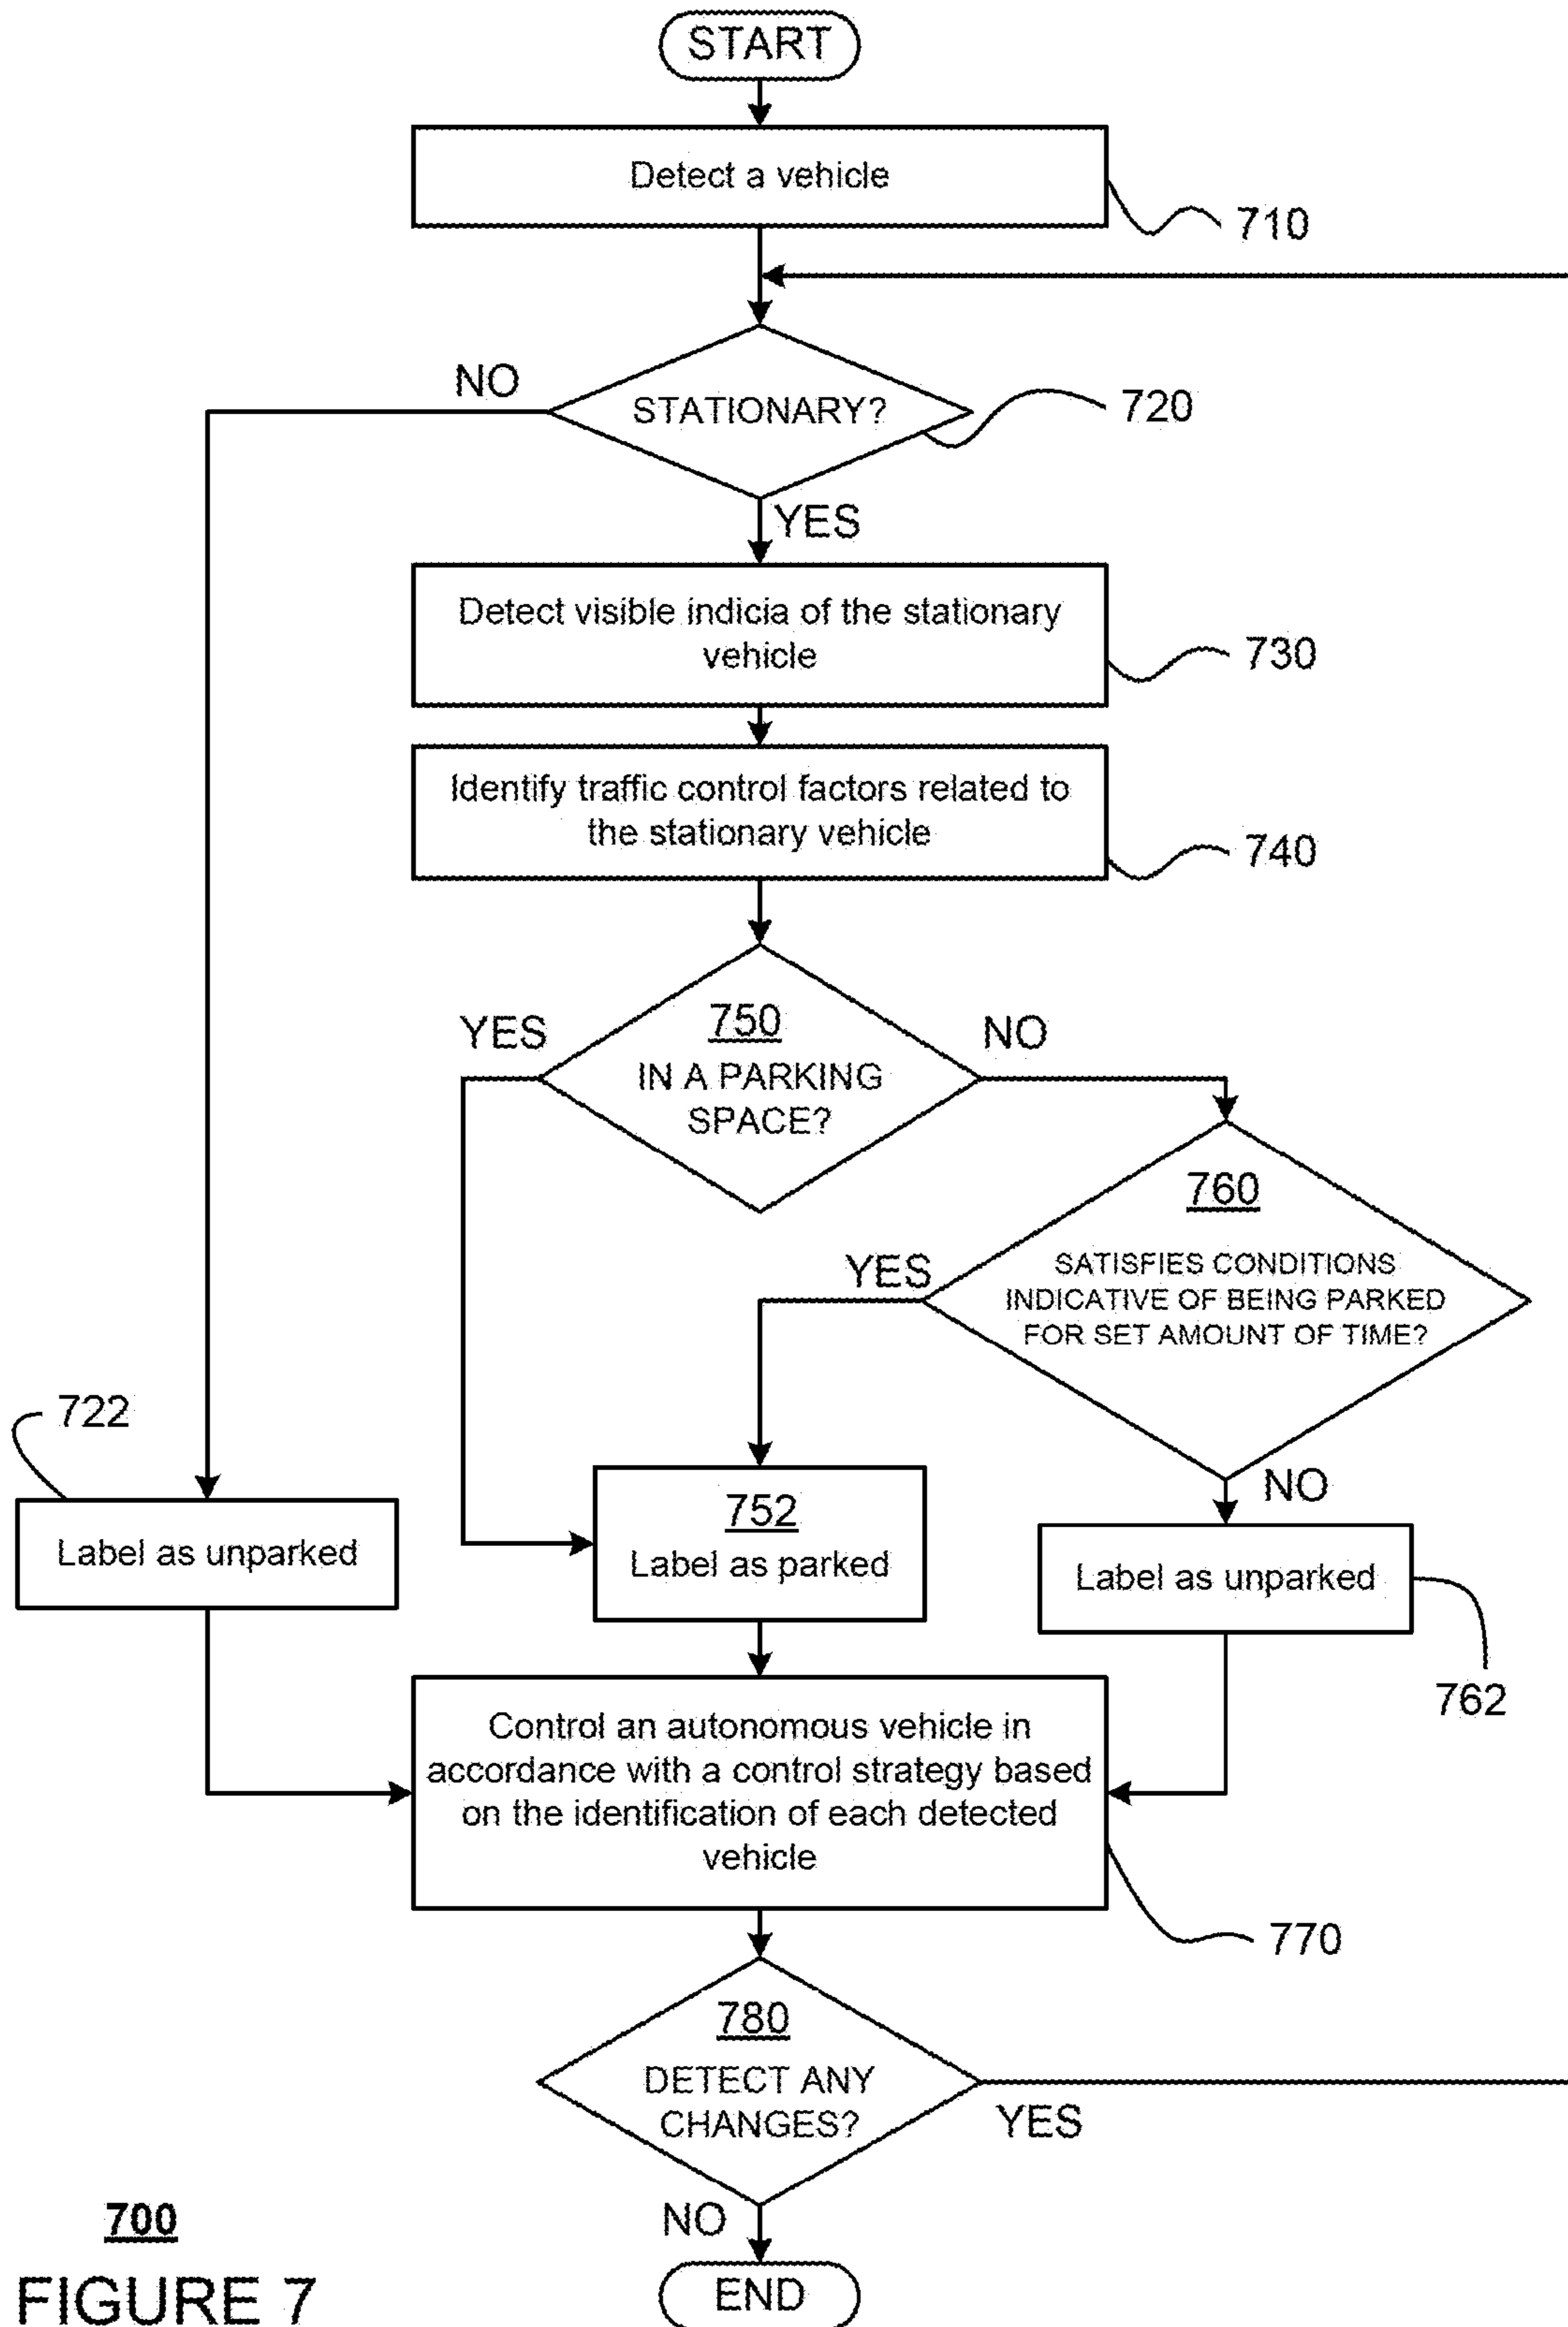 START
Detect a vehicle
710
NO
STATIONARY?
720
YES
Detect visible indicia of the stationary
vehicle
730
Identify traffic control factors related to
the stationary vehicle
740
YES
750
NO
IN A PARKING
SPACE?
760
YES
SATISFIES CONDITIONS
INDICATIVE OF BEING PARKED
FOR SET AMOUNT OF TIME?
722
NO
Label as unparked
752
Label as parked
Label as unparked
762
Control an autonomous vehicle in
accordance with a control strategy based
on the identification of each detected
vehicle
770
780
DETECT ANY
CHANGES?
YES
NO
700
FIGURE 7
END